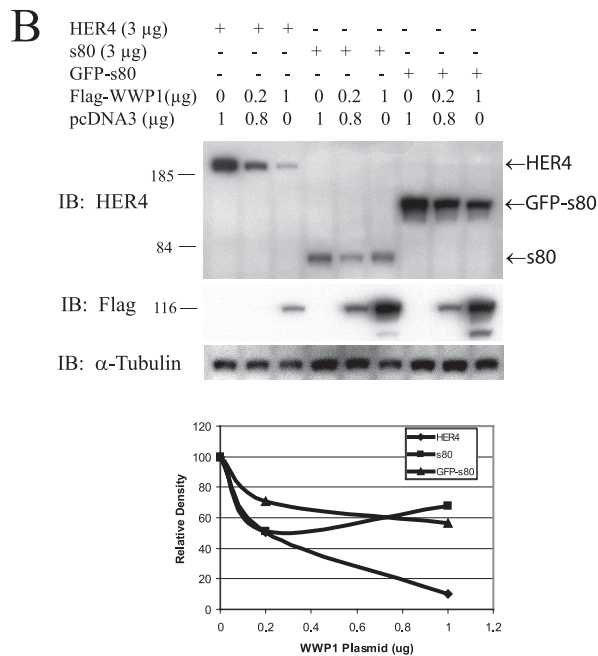 B
HER4 (3 µg) + + + - - - - - -
s80 (3 µg) - - - + + + - - -
GFP-s80 - - - - - - + + +
Flag-WWP1(µg) 0 0.2 1 0 0.2 1 0 0.2 1
pcDNA3 (µg) 1 0.8 0 1 0.8 0 1 0.8 0
←HER4
185
IB: HER4
←GFP-s80
84
←s80
IB: Flag 116
IB: α-Tubulin
120
100
80
60
40
20
0
Relative Density
HER4
s80
GFP-s80
0 0.2 0.4 0.6 0.8 1 1.2
WWP1 Plasmid (ug)